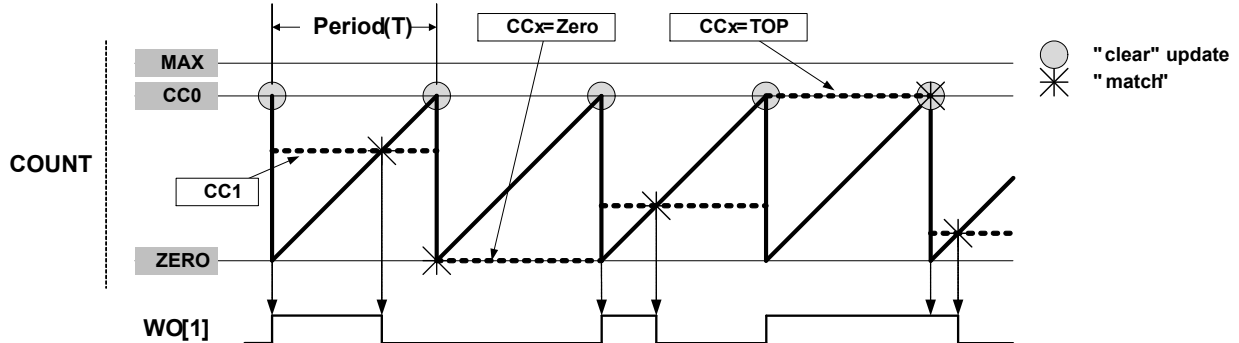 Period(T)
CCx=Zero
CCx=TOP
"clear" update
"match"
MAX
CC0
COUNT
CC1
ZERO
WO[1]